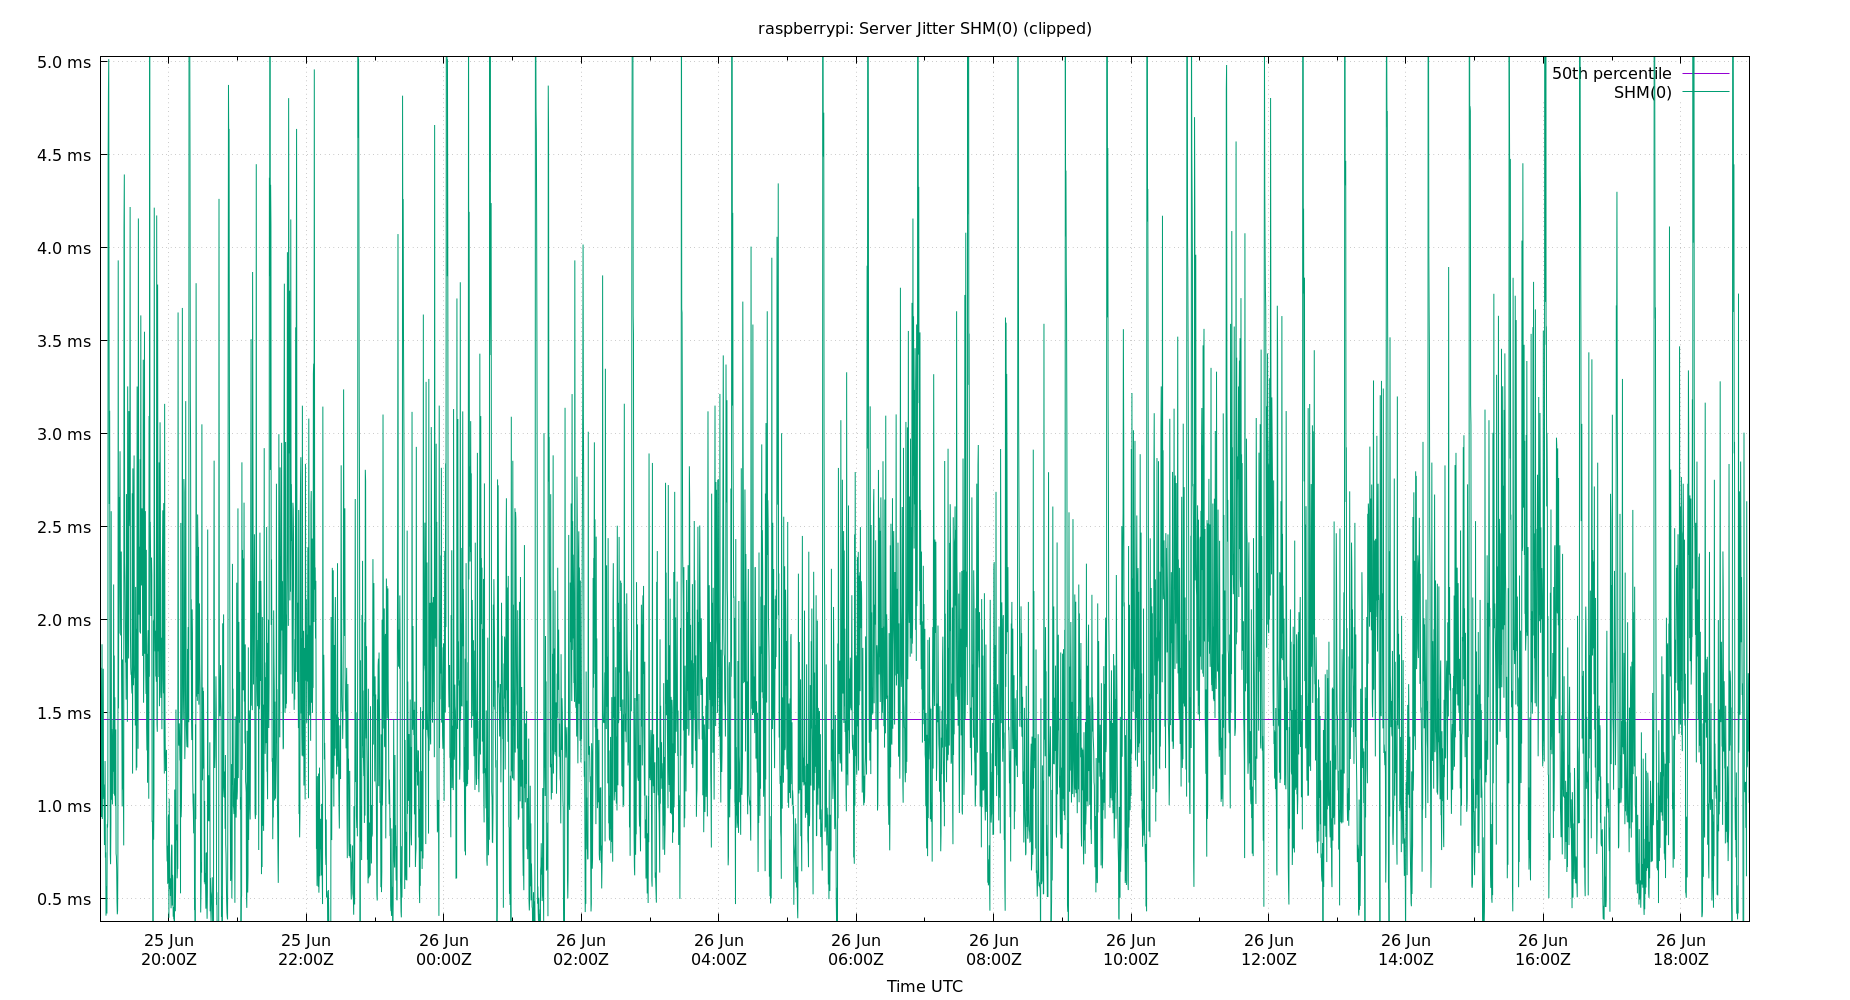 raspberrypi: Server Jitter SHM(0) (clipped)
5.0 ms
4.5 ms
4.0 ms
3.5 ms
3.0 ms
2.5 ms
2.0 ms
1.5 ms
1.0 ms
0.5 ms
50th percentile
SHM(0)
25 Jun 25 Jun 26 Jun 26 Jun 26 Jun 26 Jun 26 Jun 26 Jun 26 Jun 26 Jun 26 Jun 26 Jun
20:00Z 22:00Z 00:00Z 02:00Z 04:00Z 06:00Z 08:00Z 10:00Z 12:00Z 14:00Z 16:00Z 18:00Z
Time UTC